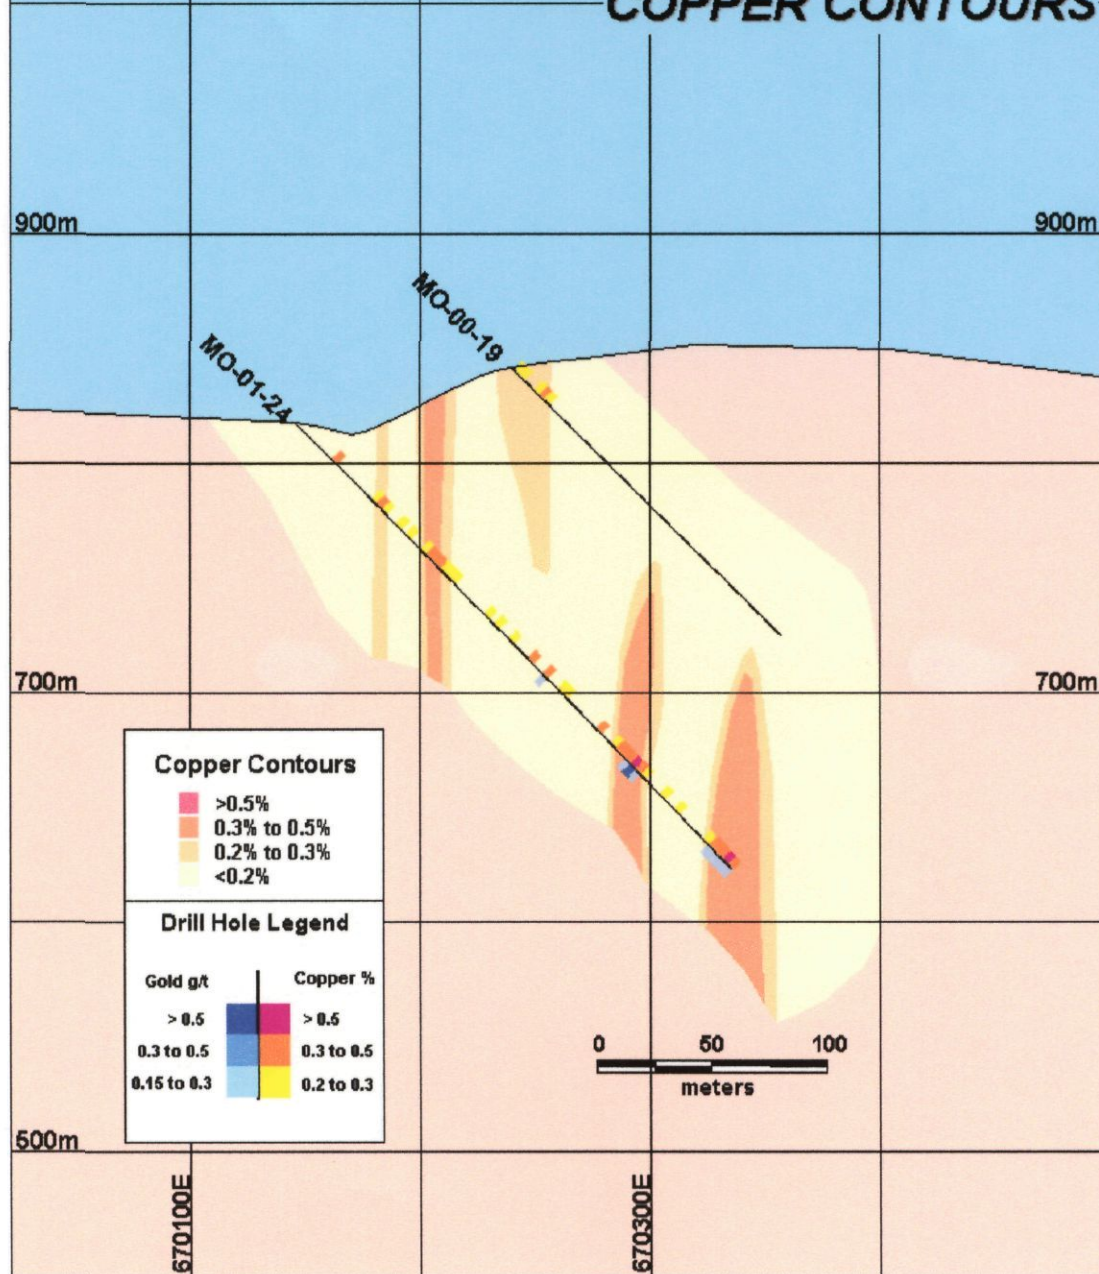 COPPER CONTOURS
900m
900m
MO-00-19
MO-01-24
700m
700m
Copper Contours
>0.5%
0.3% to 0.5%
0.2% to 0.3%
<0.2%
Drill Hole Legend
Gold g/t
Copper %
> 0.5
> 0.5
0.3 to 0.5
0.3 to 0.5
0.15 to 0.3
0.2 to 0.3
0 50 100
meters
500m
670100E
670300E